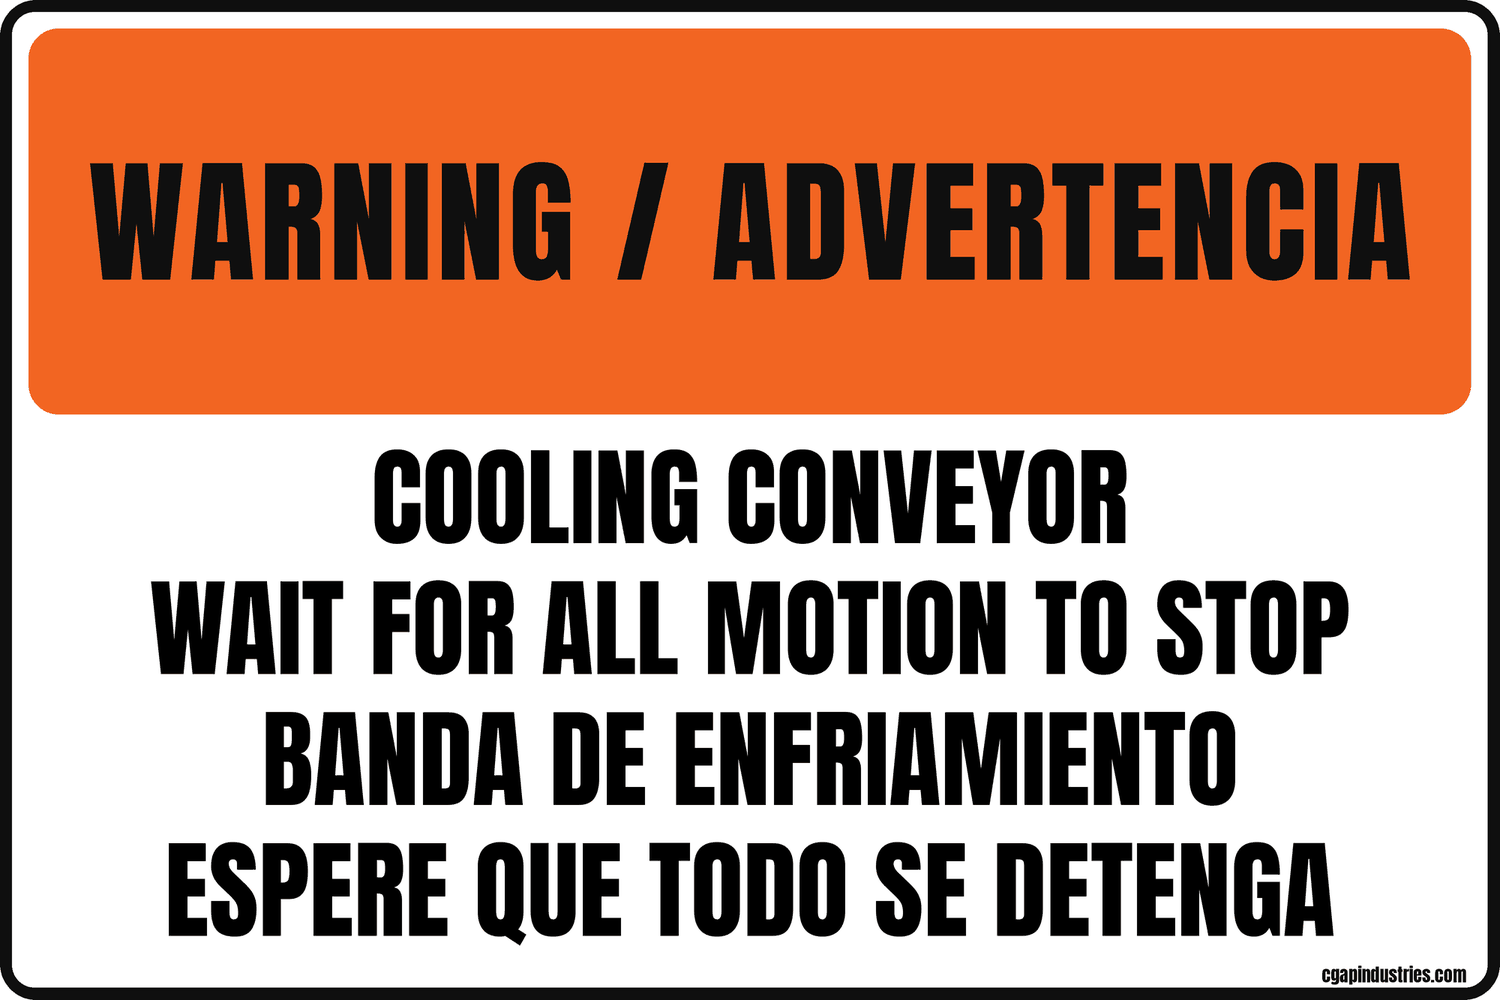 WARNING / ADVERTENCIA
COOLING CONVEYOR
WAIT FOR ALL MOTION TO STOP
BANDA DE ENFRIAMIENTO
ESPERE QUE TODO SE DETENGA
cgapindustries.com